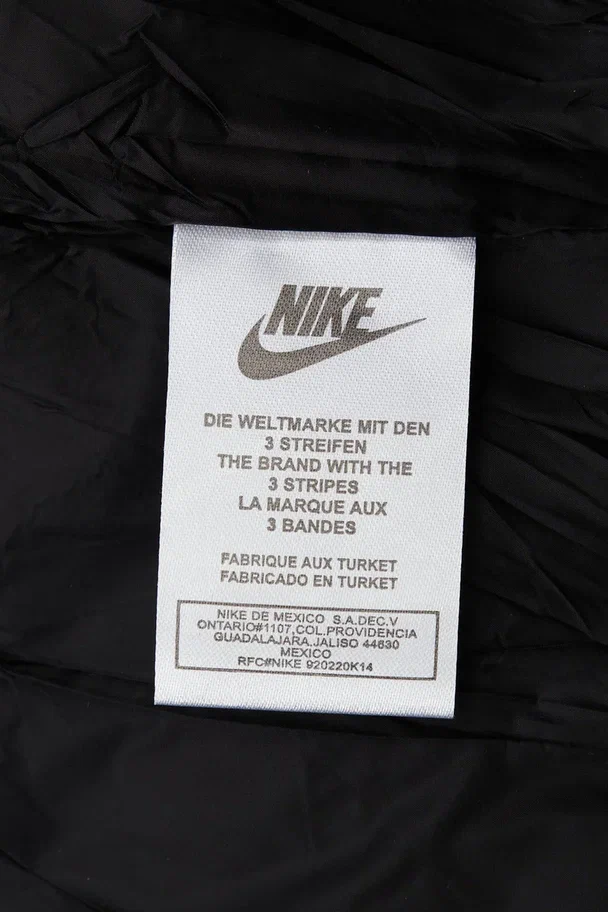 NIKE
DIE WELTMARKE MIT DEN
3 STREIFEN
THE BRAND WITH THE
3 STRIPES
LA MARQUE AUX
3 BANDES
FABRIQUE AUX TURKET
FABRICADO EN TURKET
NIKE DE MEXICO S.A.DEC.V
ONTARIO#1107,COL.PROVIDENCIA
GUADALAJARA.JALISO 44630
MEXICO
RFC#NIKE 920220K14